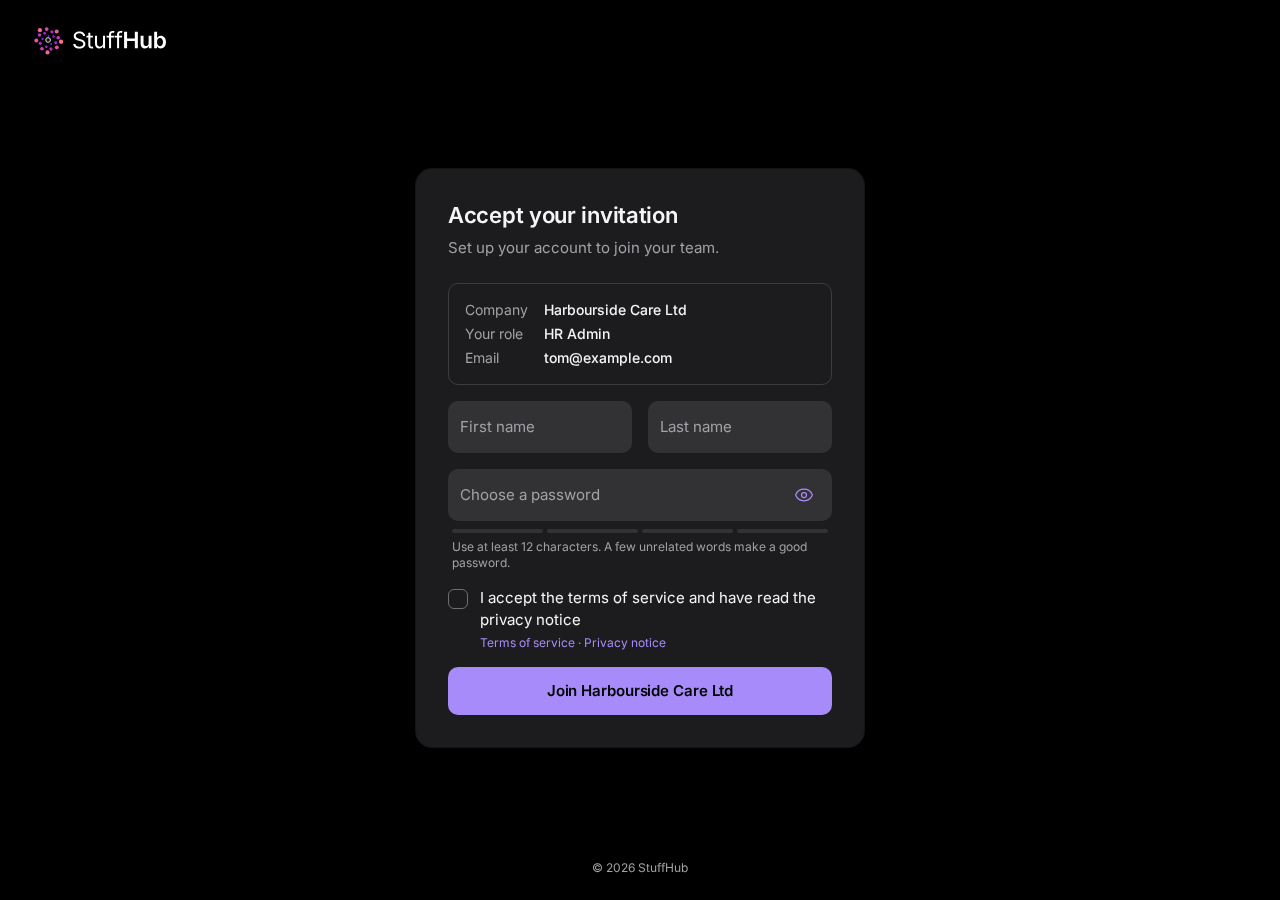 StuffHub
Accept your invitation
Set up your account to join your team.
Company Harbourside Care Ltd
Your role HR Admin
Email tom@example.com
First name Last name
Choose a password
Use at least 12 characters. A few unrelated words make a good
password.
I accept the terms of service and have read the
privacy notice
Terms of service · Privacy notice
Join Harbourside Care Ltd
© 2026 StuffHub